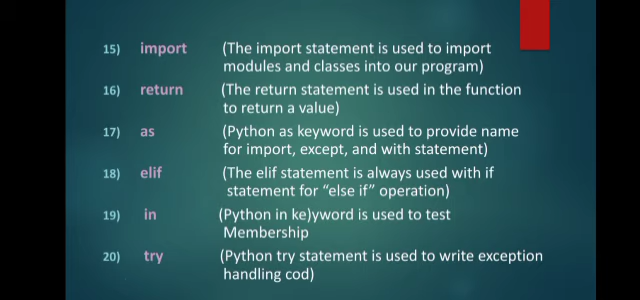 15) import (The import statement is used to import
modules and classes into our program)
16) return (The return statement is used in the function
to return a value)
17) as (Python as keyword is used to provide name
for import, except, and with statement)
18) elif (The elif statement is always used with if
statement for “else if” operation)
19) in (Python in ke)yword is used to test
Membership
20) try (Python try statement is used to write exception
handling cod)